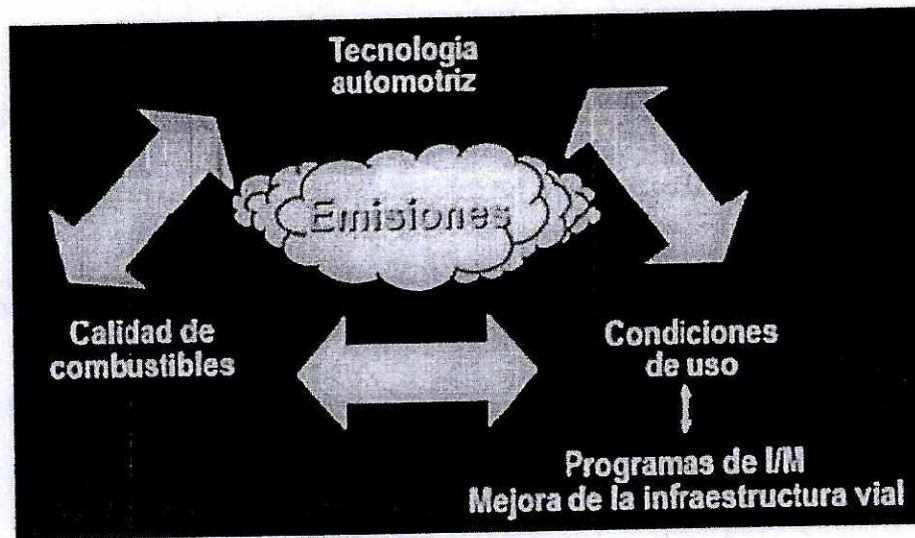 Tecnología
automotriz
Emisiones
Calidad de
combustibles
Condiciones
de uso
Programas de I/M
Mejora de la infraestructura vial